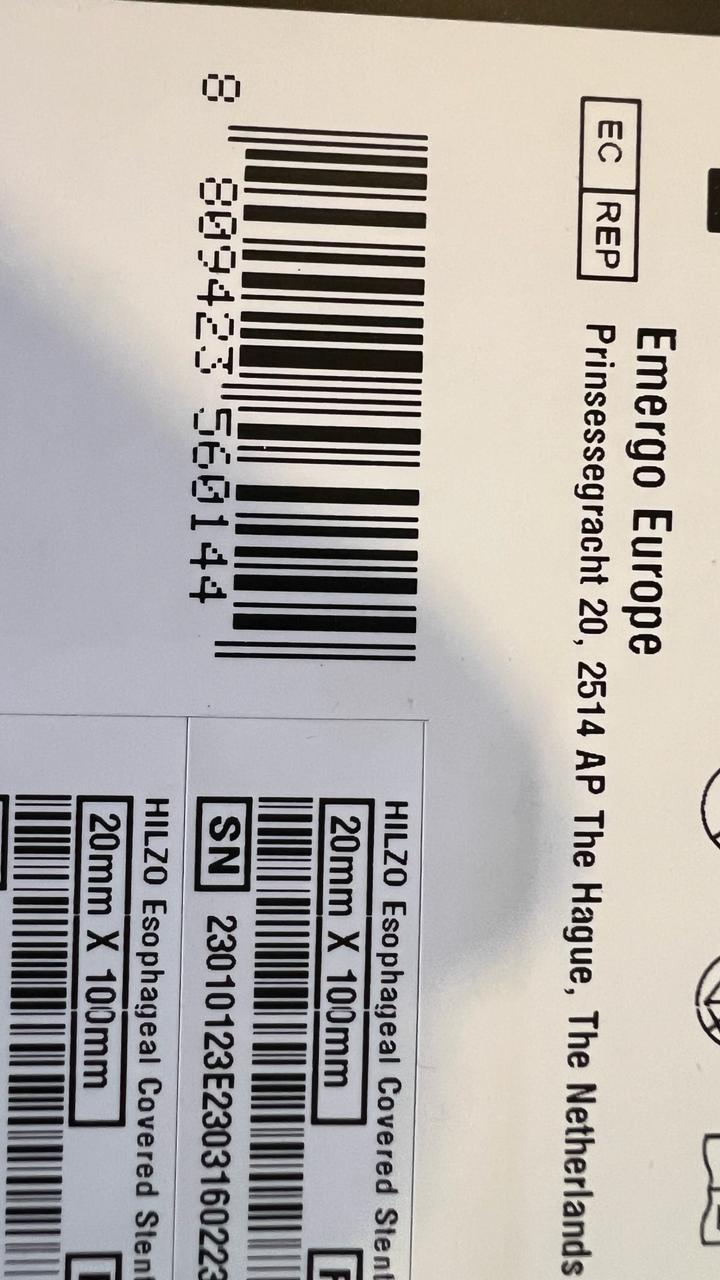 EC REP
Emergo Europe
Prinsessegracht 20, 2514 AP The Hague, The Netherlands
8 809423 560144
HILZO Esophageal Covered Stent
20mm X 100mm
SN 23010123E2303160223
HILZO Esophageal Covered Stent
20mm X 100mm